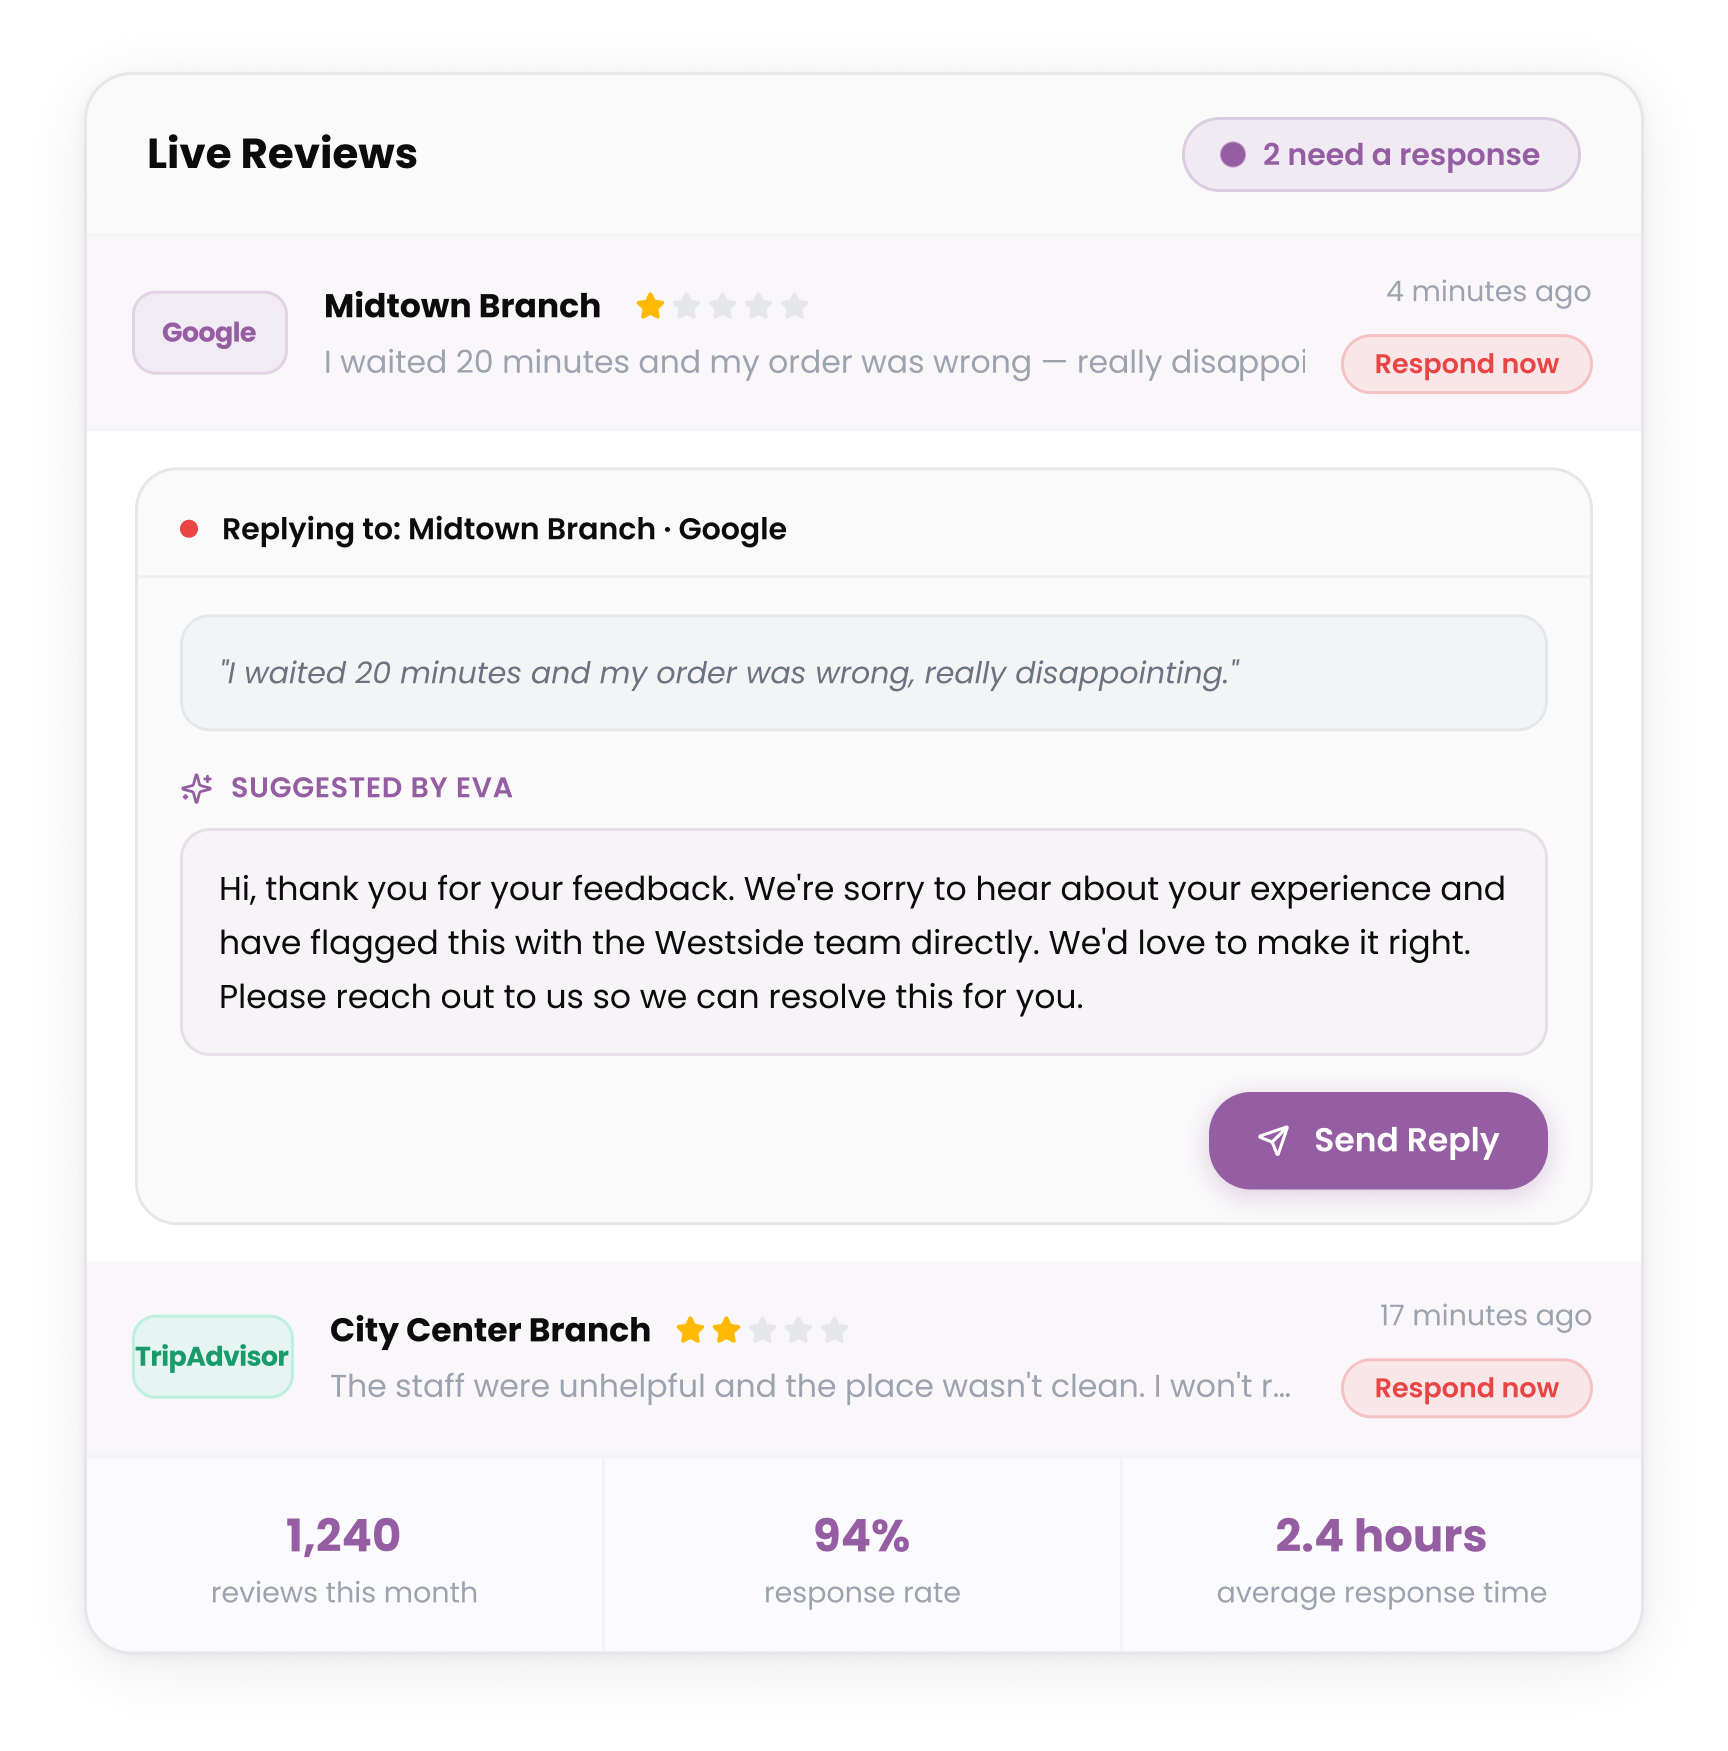 Live Reviews
2 need a response
Google
Midtown Branch
4 minutes ago
I waited 20 minutes and my order was wrong — really disappoi
Respond now
Replying to: Midtown Branch · Google
"I waited 20 minutes and my order was wrong, really disappointing."
SUGGESTED BY EVA
Hi, thank you for your feedback. We're sorry to hear about your experience and
have flagged this with the Westside team directly. We'd love to make it right.
Please reach out to us so we can resolve this for you.
Send Reply
TripAdvisor
City Center Branch
17 minutes ago
The staff were unhelpful and the place wasn't clean. I won't r...
Respond now
1,240
reviews this month
94%
response rate
2.4 hours
average response time